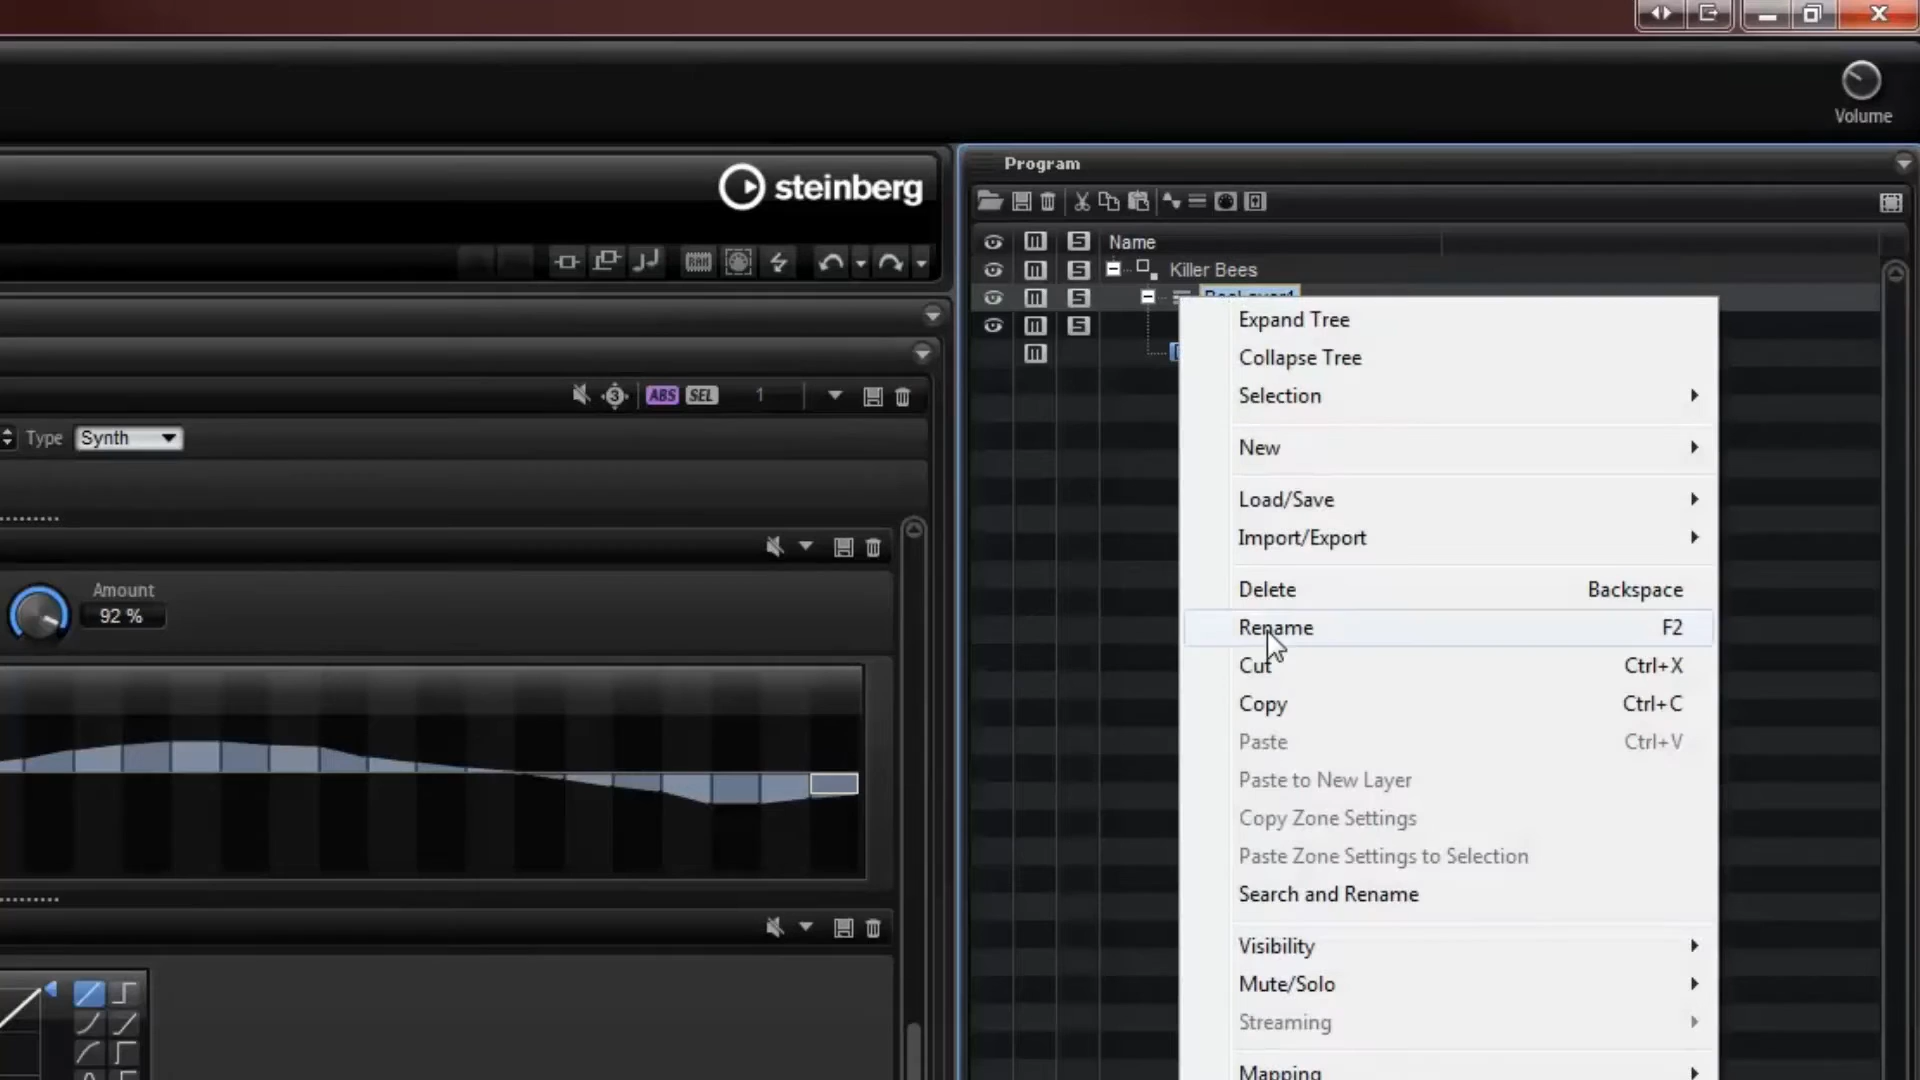 Volume
steinberg
Program
Name
Killer Bees
RAM
3
ABS SEL 1
Type Synth
Amount
92 %
Expand Tree
Collapse Tree
Selection
New
Load/Save
Import/Export
Delete Backspace
Rename F2
Cut Ctrl+X
Copy Ctrl+C
Paste Ctrl+V
Paste to New Layer
Copy Zone Settings
Paste Zone Settings to Selection
Search and Rename
Visibility
Mute/Solo
Streaming
Mapping